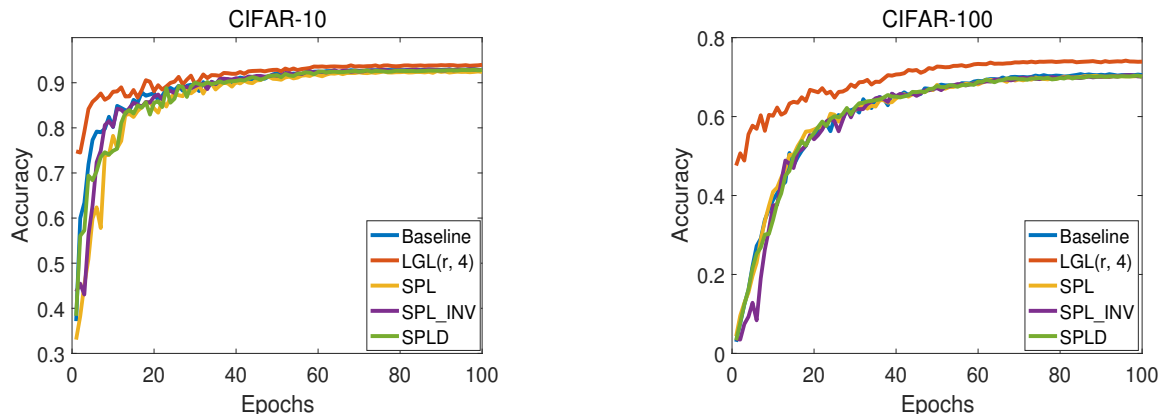 CIFAR-10
0.9
0.8
0.7
0.9
0.5
0.4
0.3
Accuracy
0
20
40
60
80
100
Epochs
Baseline
LGL(r, 4)
SPL
SPL_INV
SPLD
CIFAR-100
0.8
0.6
0.4
0.2
0
Accuracy
0
20
40
60
80
100
Epochs
Baseline
LGL(r, 4)
SPL
SPL_INV
SPLD